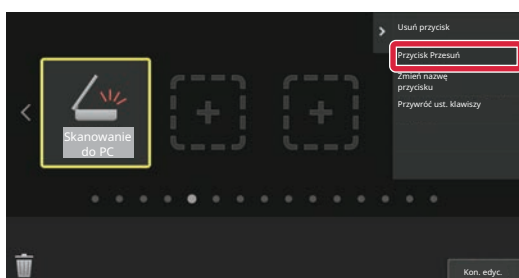 Usuń przycisk
Przycisk Przesuń
Zmień nazwę
przycisku
Przywróć ust. klawiszy
Skanowanie
do PC
Kon. edyc.